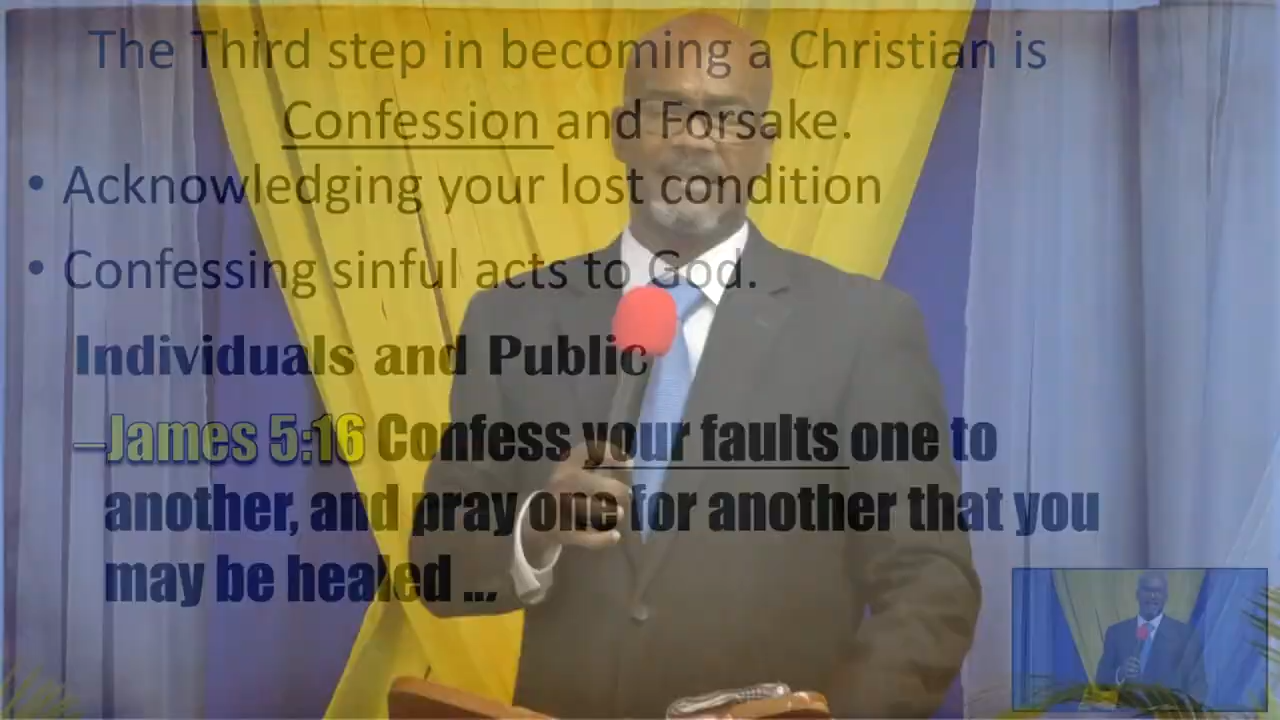 The Third step in becoming a Christian is
Confession and Forsake.
• Acknowledging your lost condition
• Confessing sinful acts to God.
Individuals and Public
–James 5:16 Confess your faults one to
another, and pray one for another that you
may be healed ...